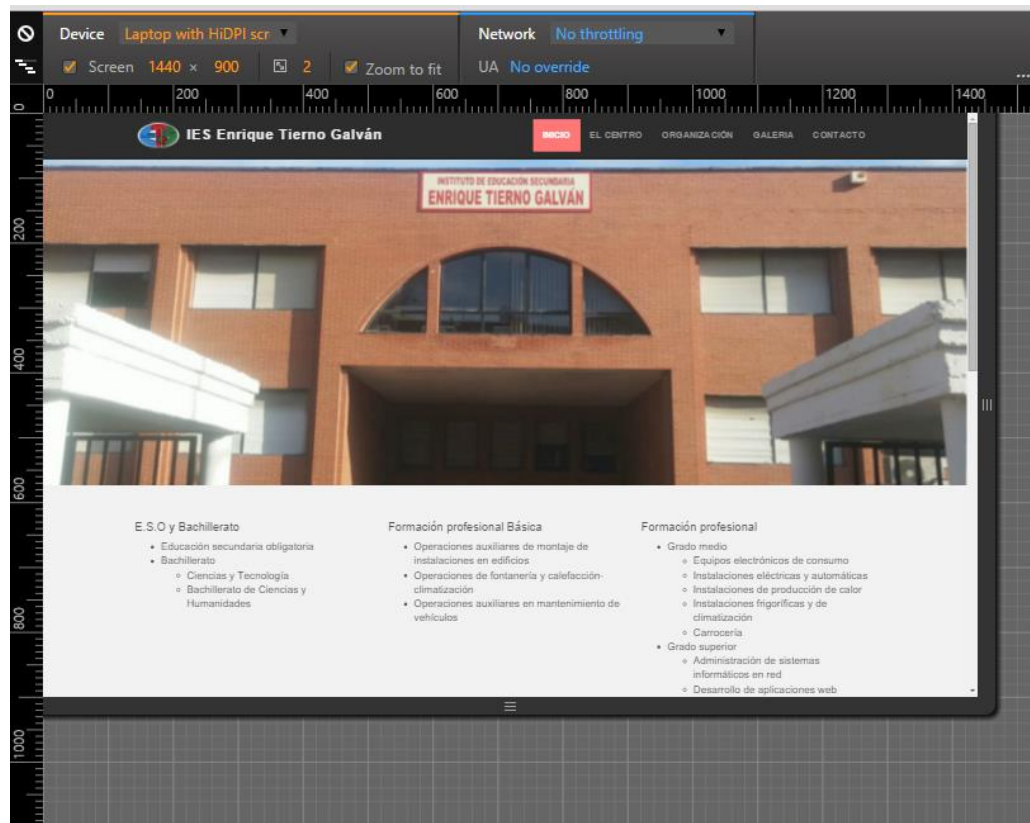 Device Laptop with HiDPI scr Network No throttling
Screen 1440 × 900 2 Zoom to fit UA No override
...
0 200 400 600 800 1000 1200 1400
0
200
400
600
800
1000
IES Enrique Tierno Galván INICIO EL CENTRO ORGANIZACIÓN GALERIA CONTACTO
INSTITUTO DE EDUCACIÓN SECUNDARIA
ENRIQUE TIERNO GALVÁN
E.S.O y Bachillerato
Educación secundaria obligatoria
Bachillerato
Ciencias y Tecnología
Bachillerato de Ciencias y
Humanidades
Formación profesional Básica
Operaciones auxiliares de montaje de
instalaciones en edificios
Operaciones de fontanería y calefacción-
climatización
Operaciones auxiliares en mantenimiento de
vehículos
Formación profesional
Grado medio
Equipos electrónicos de consumo
Instalaciones eléctricas y automáticas
Instalaciones de producción de calor
Instalaciones frigoríficas y de
climatización
Carrocería
Grado superior
Administración de sistemas
informáticos en red
Desarrollo de aplicaciones web